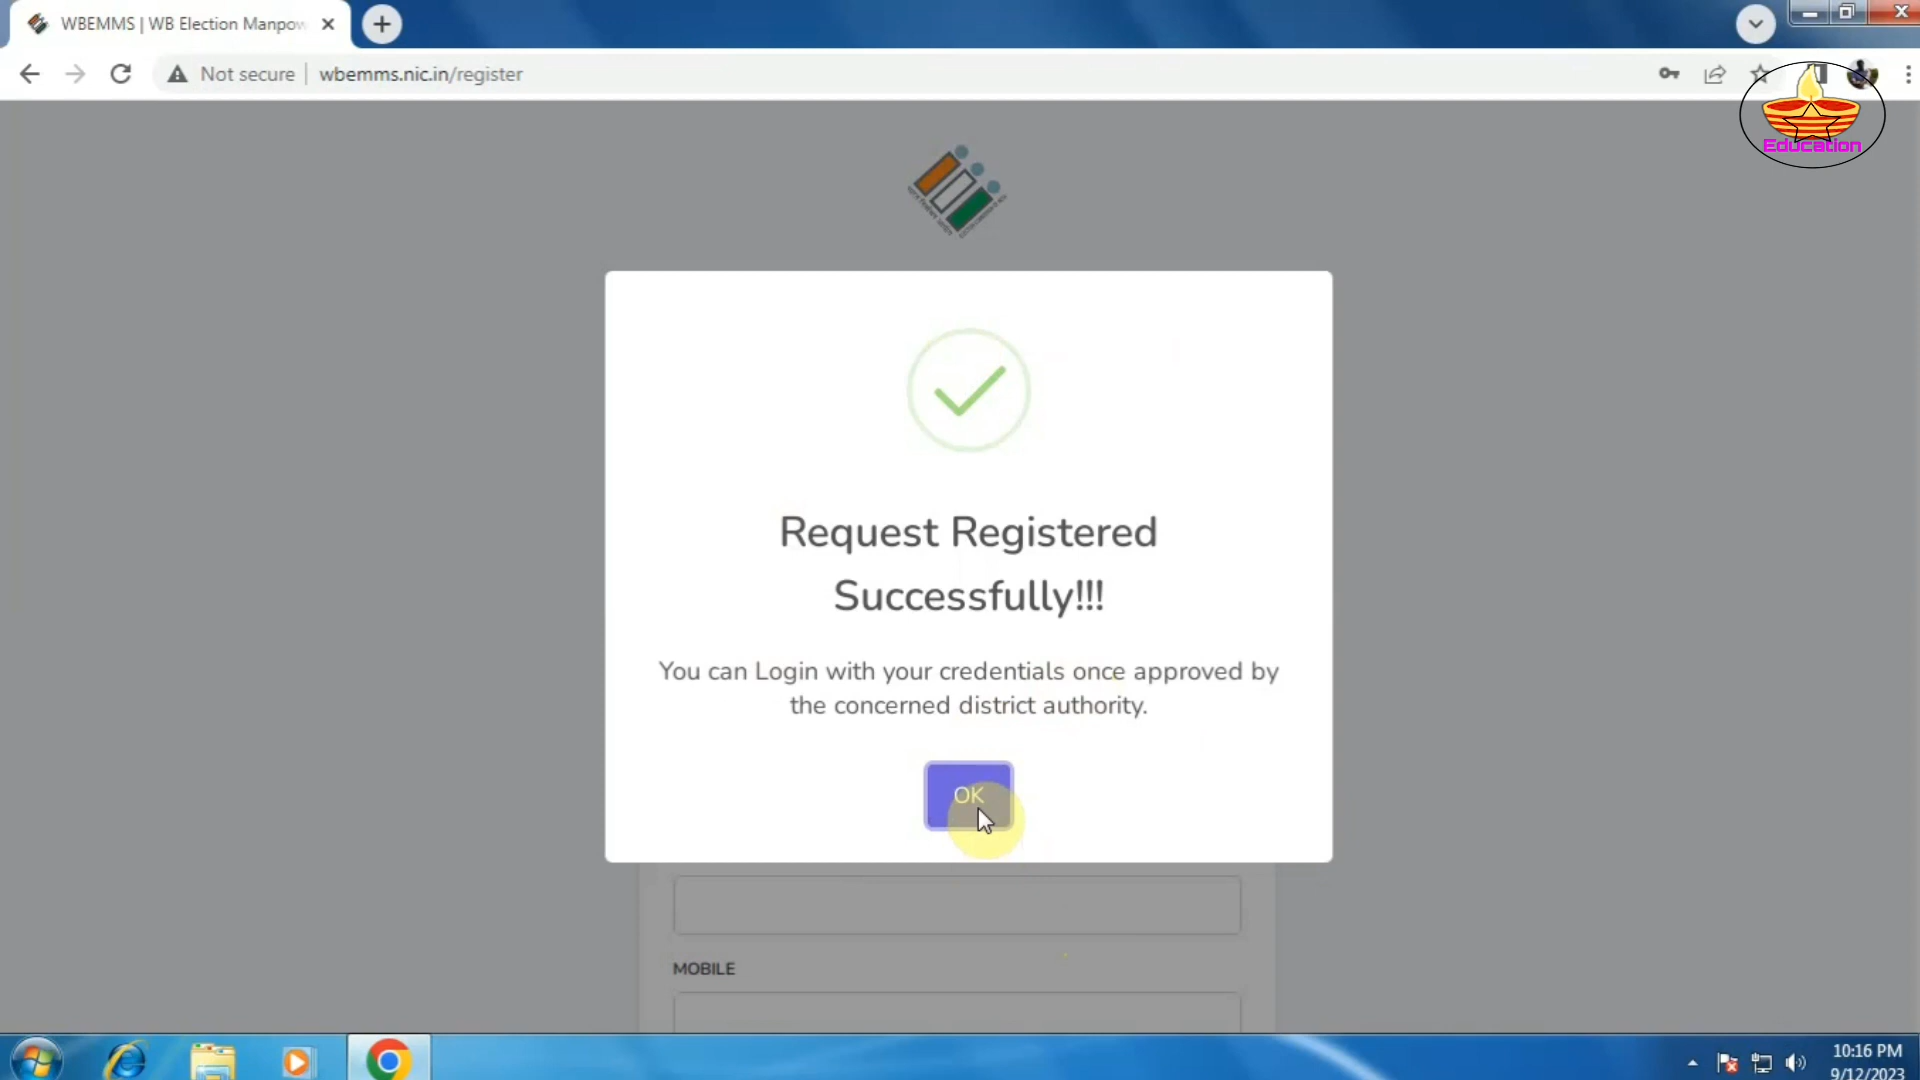 WBEMMS | WB Election Manpow
Not secure
wbemms.nic.in/register
Education
Request Registered
Successfully!!!
You can Login with your credentials once approved by
the concerned district authority.
OK
MOBILE
10:16 PM
9/12/2023